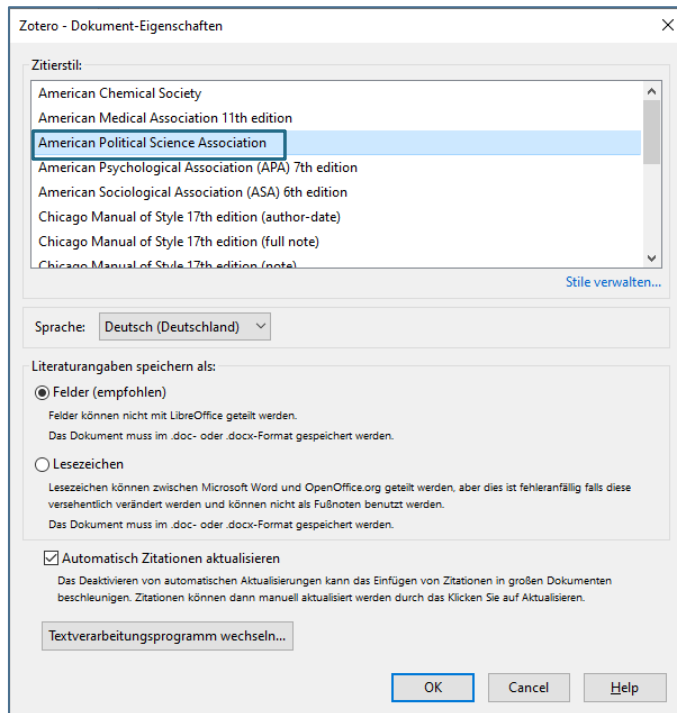 Zotero - Dokument-Eigenschaften
Zitierstil:
American Chemical Society
American Medical Association 11th edition
American Political Science Association
American Psychological Association (APA) 7th edition
American Sociological Association (ASA) 6th edition
Chicago Manual of Style 17th edition (author-date)
Chicago Manual of Style 17th edition (full note)
Chicago Manual of Style 17th edition (note)
Stile verwalten...
Sprache: Deutsch (Deutschland)
Literaturangaben speichern als:
Felder (empfohlen)
Felder können nicht mit LibreOffice geteilt werden.
Das Dokument muss im .doc- oder .docx-Format gespeichert werden.
Lesezeichen
Lesezeichen können zwischen Microsoft Word und OpenOffice.org geteilt werden, aber dies ist fehleranfällig falls diese
versehentlich verändert werden und können nicht als Fußnoten benutzt werden.
Das Dokument muss im .doc- oder .docx-Format gespeichert werden.
Automatisch Zitationen aktualisieren
Das Deaktivieren von automatischen Aktualisierungen kann das Einfügen von Zitationen in großen Dokumenten
beschleunigen. Zitationen können dann manuell aktualisiert werden durch das Klicken Sie auf Aktualisieren.
Textverarbeitungsprogramm wechseln...
OK Cancel Help